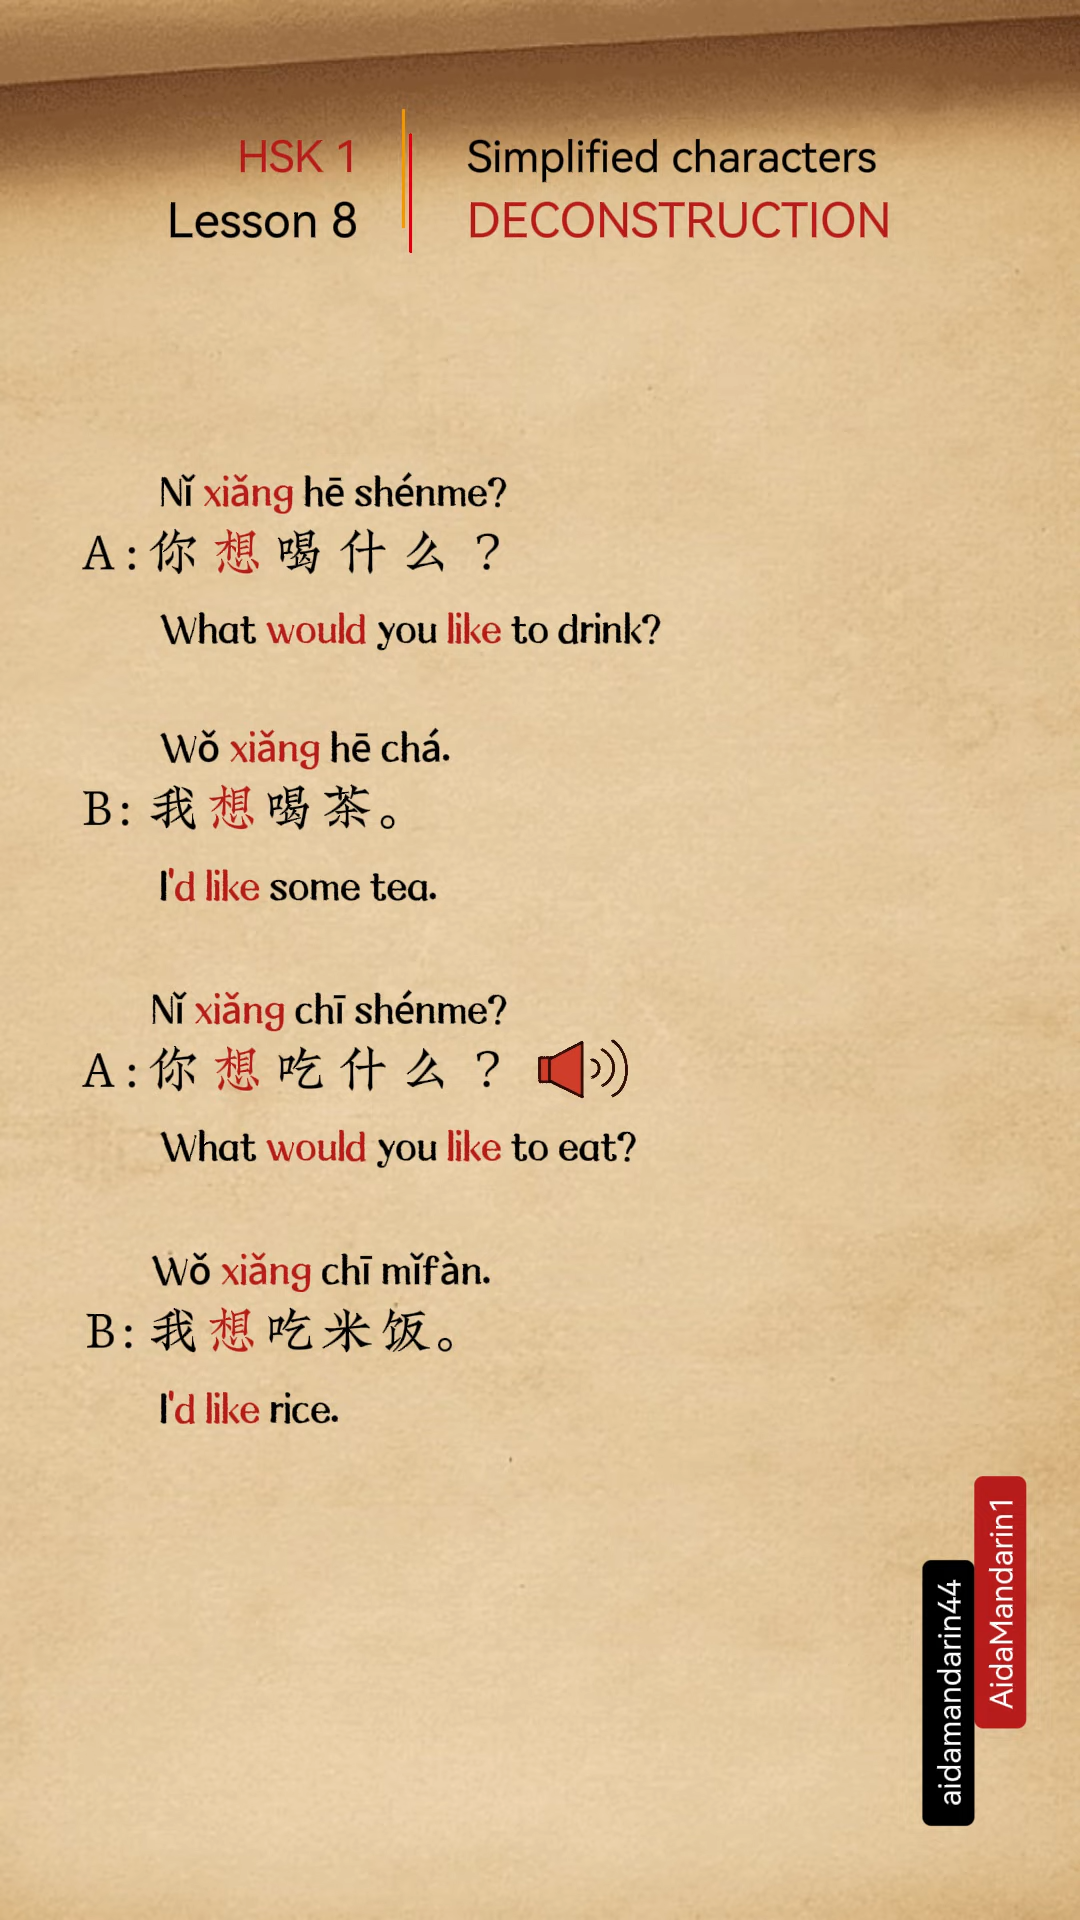 HSK 1
Lesson 8
Simplified characters
DECONSTRUCTION
Nǐ xiǎng hē shénme?
A:你想喝什么？
What would you like to drink?
Wǒ xiǎng hē chá.
B:我想喝茶。
I'd like some tea.
Nǐ xiǎng chī shénme?
A:你想吃什么？
What would you like to eat?
Wǒ xiǎng chī mǐfàn.
B:我想吃米饭。
I'd like rice.
aidamandarin44
AidaMandarin1